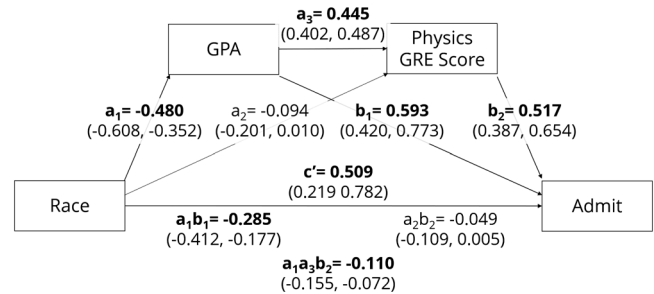 a₃= 0.445
(0.402, 0.487)
GPA
Physics
GRE Score
a₁= -0.480
(-0.608, -0.352)
a₂= -0.094
(-0.201, 0.010)
b₁= 0.593
(0.420, 0.773)
b₂= 0.517
(0.387, 0.654)
c’= 0.509
(0.219 0.782)
Race
Admit
a₁b₁= -0.285
(-0.412, -0.177)
a₂b₂= -0.049
(-0.109, 0.005)
a₁a₃b₂= -0.110
(-0.155, -0.072)